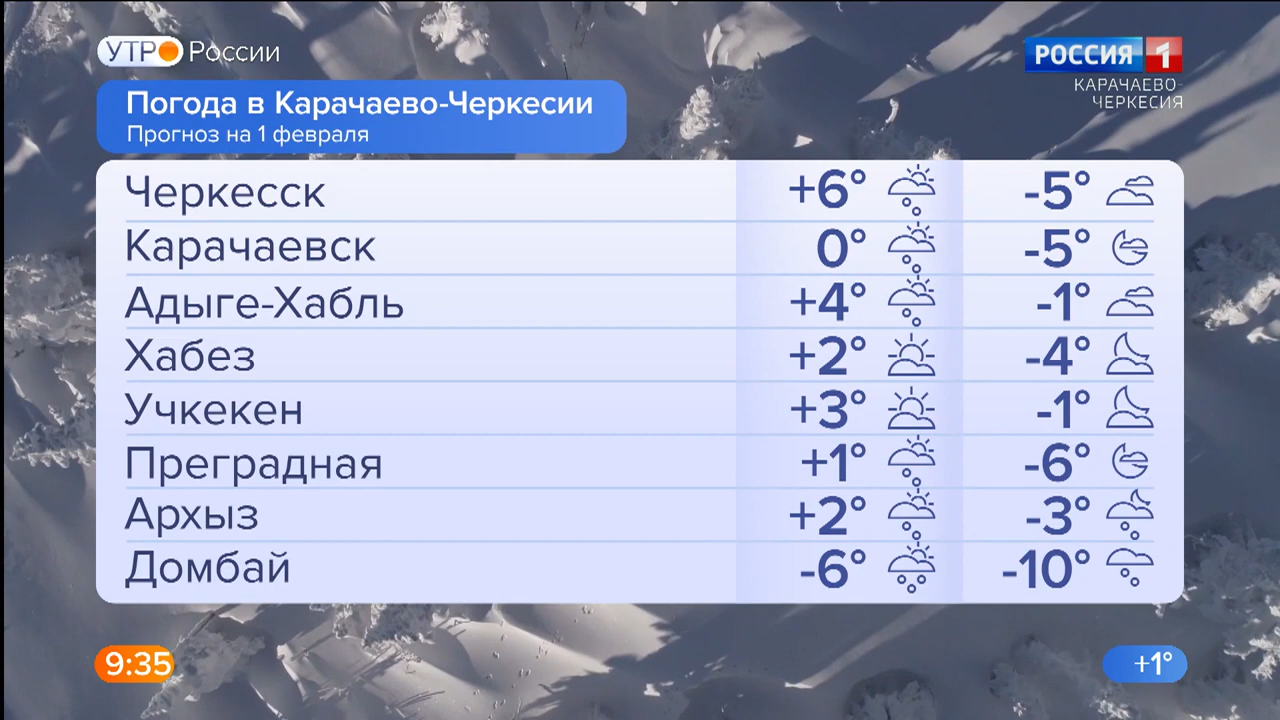 УТРО России
РОССИЯ 1
КАРАЧАЕВО-
ЧЕРКЕСИЯ
Погода в Карачаево-Черкесии
Прогноз на 1 февраля
Черкесск +6° -5°
Карачаевск 0° -5°
Адыге-Хабль +4° -1°
Хабез +2° -4°
Учкекен +3° -1°
Преградная +1° -6°
Архыз +2° -3°
Домбай -6° -10°
9:35 +1°